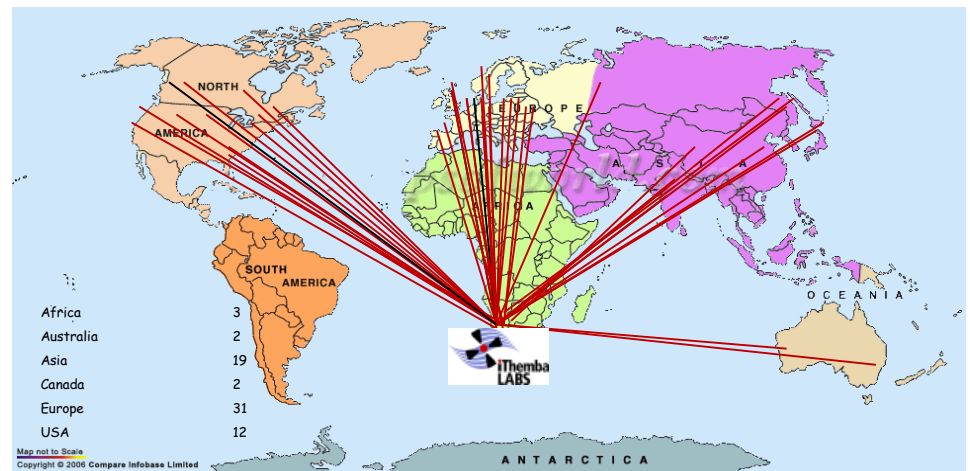 NORTH
AMERICA
EUROPE
ASIA
AFRICA
SOUTH
AMERICA
OCEANIA
iThemba
LABS
Africa 3
Australia 2
Asia 19
Canada 2
Europe 31
USA 12
Map not to Scale
Copyright © 2006 Compare Infobase Limited
ANTARCTICA